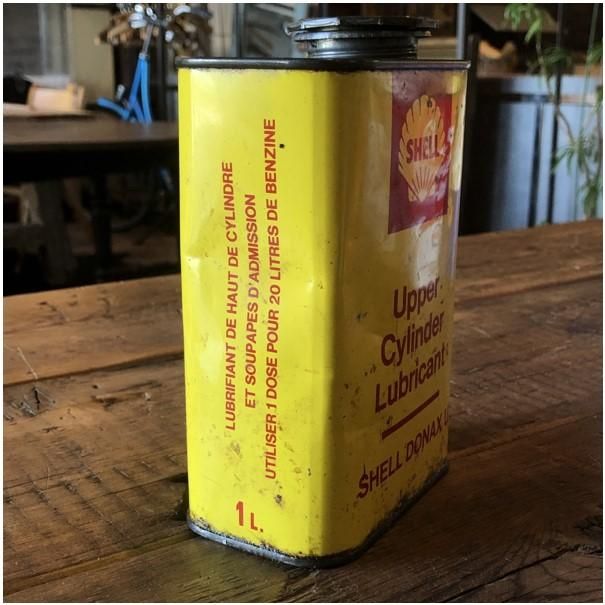 LUBRIFIANT DE HAUT DE CYLINDRE
ET SOUPAPES D'ADMISSION
UTILISER 1 DOSE POUR 20 LITRES DE BENZINE
1 L.
SHELL
Upper
Cylinder
Lubricant
SHELL DONAX